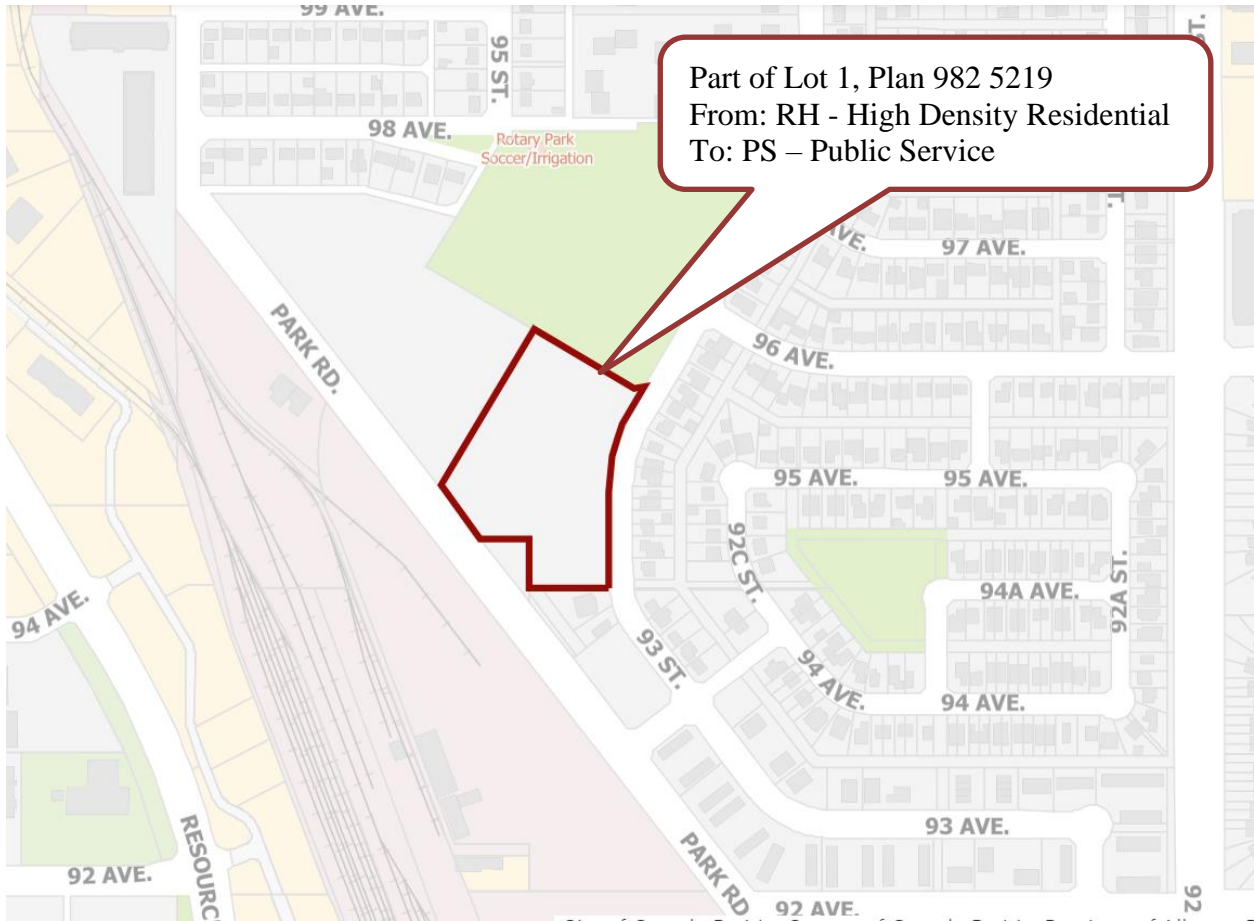 99 AVE.
95 ST.
ST.
Part of Lot 1, Plan 982 5219
From: RH - High Density Residential
To: PS – Public Service
98 AVE.
Rotary Park
Soccer/Irrigation
AVE.
97 AVE.
PARK RD.
96 AVE.
95 AVE.
95 AVE.
92C ST.
94A AVE.
92A ST.
94 AVE.
93 ST.
94 AVE.
94 AVE.
93 AVE.
RESOURC
PARK RD.
92 AVE.
92 AVE.
92